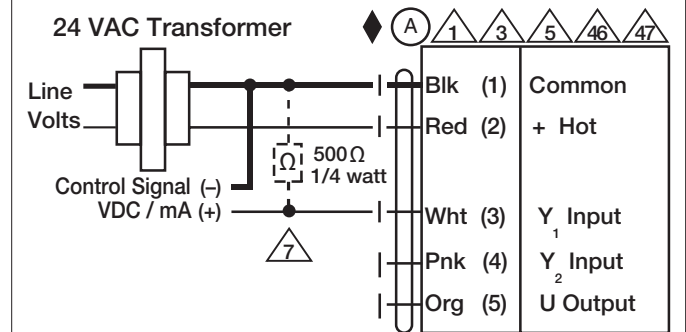 24 VAC Transformer
A 1 3 5 46 47
Line
Volts
Blk (1) Common
Red (2) + Hot
Ω 500Ω
1/4 watt
Control Signal (–)
VDC / mA (+)
Wht (3) Y1 Input
7
Pnk (4) Y2 Input
Org (5) U Output